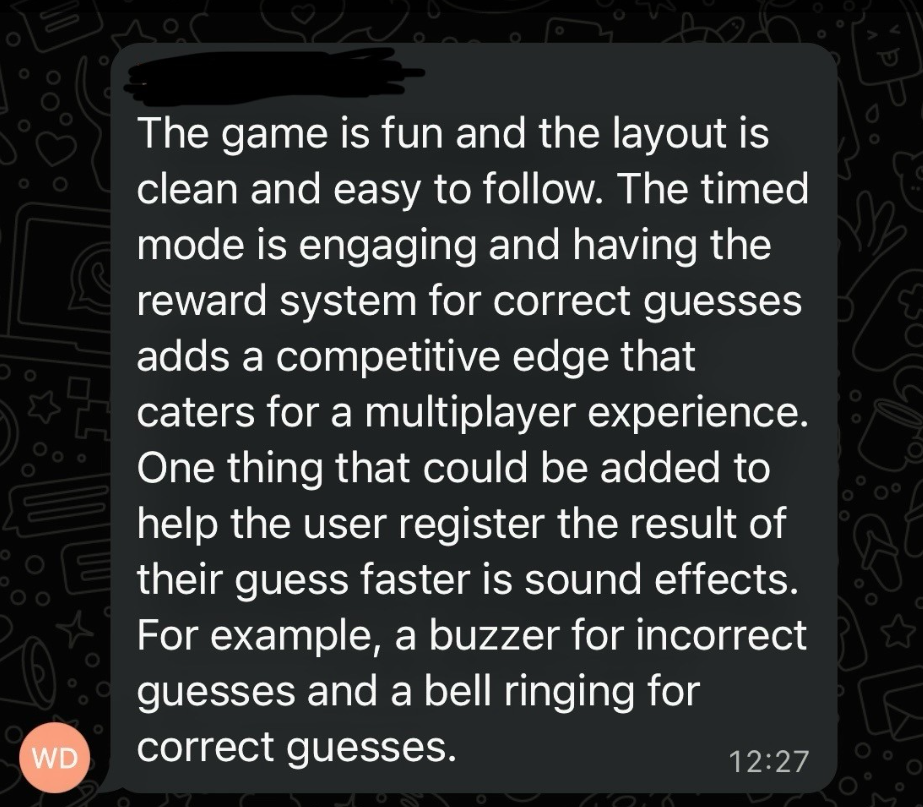 The game is fun and the layout is
clean and easy to follow. The timed
mode is engaging and having the
reward system for correct guesses
adds a competitive edge that
caters for a multiplayer experience.
One thing that could be added to
help the user register the result of
their guess faster is sound effects.
For example, a buzzer for incorrect
guesses and a bell ringing for
correct guesses.
12:27
WD